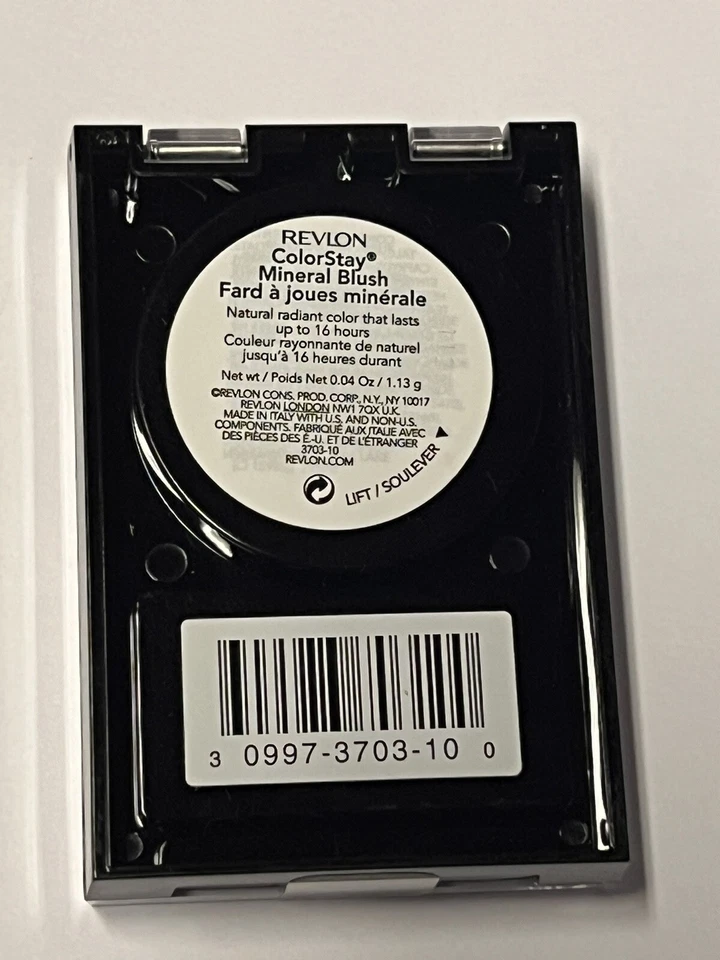 REVLON
ColorStay®
Mineral Blush
Fard à joues minérale
Natural radiant color that lasts
up to 16 hours
Couleur rayonnante de naturel
jusqu'à 16 heures durant
Net wt / Poids Net 0.04 Oz / 1.13 g
©REVLON CONS. PROD. CORP., N.Y., NY 10017
REVLON LONDON NW1 7QX U.K.
MADE IN ITALY WITH U.S. AND NON-U.S.
COMPONENTS. FABRIQUÉ AUX ITALIE AVEC
DES PIÈCES DES É.-U. ET DE L'ÉTRANGER
3703-10
REVLON.COM
LIFT / SOULEVER
3 0997-3703-10 0